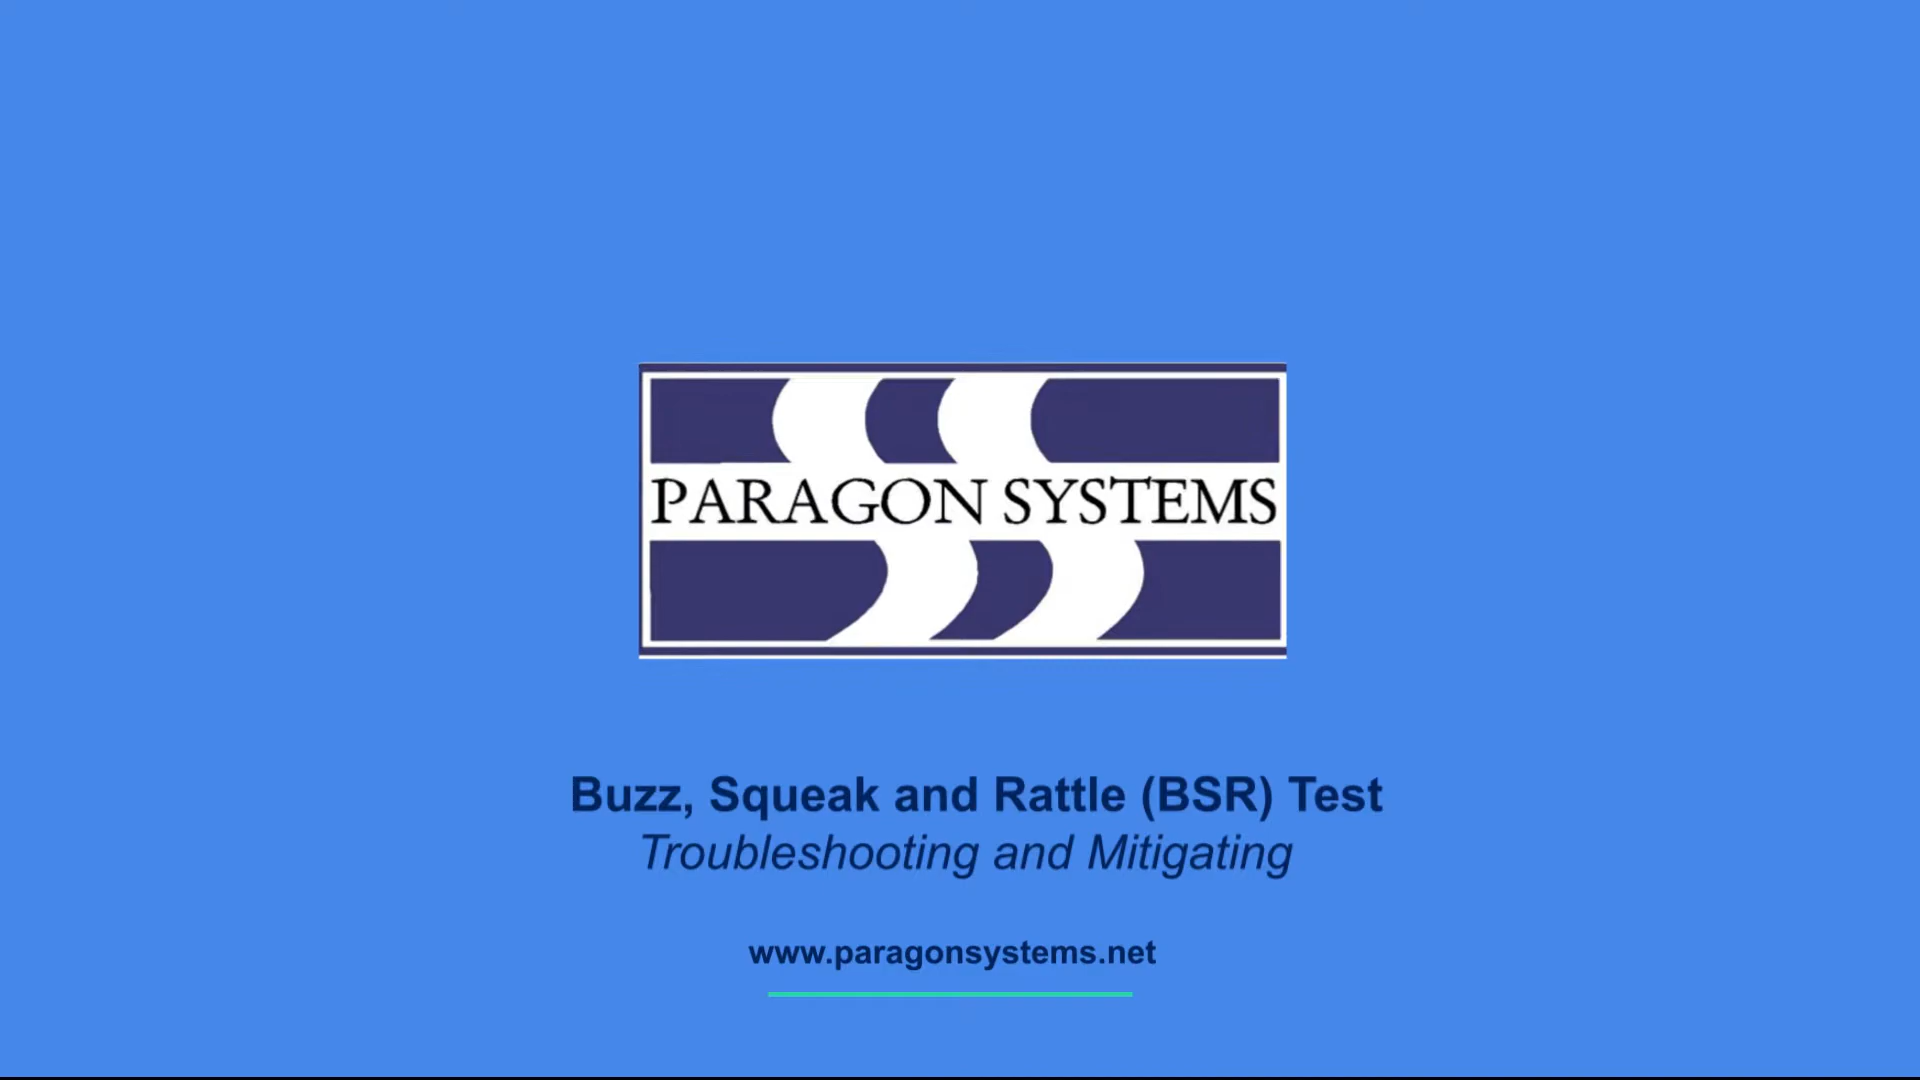 PARAGON SYSTEMS
Buzz, Squeak and Rattle (BSR) Test
Troubleshooting and Mitigating
www.paragonsystems.net